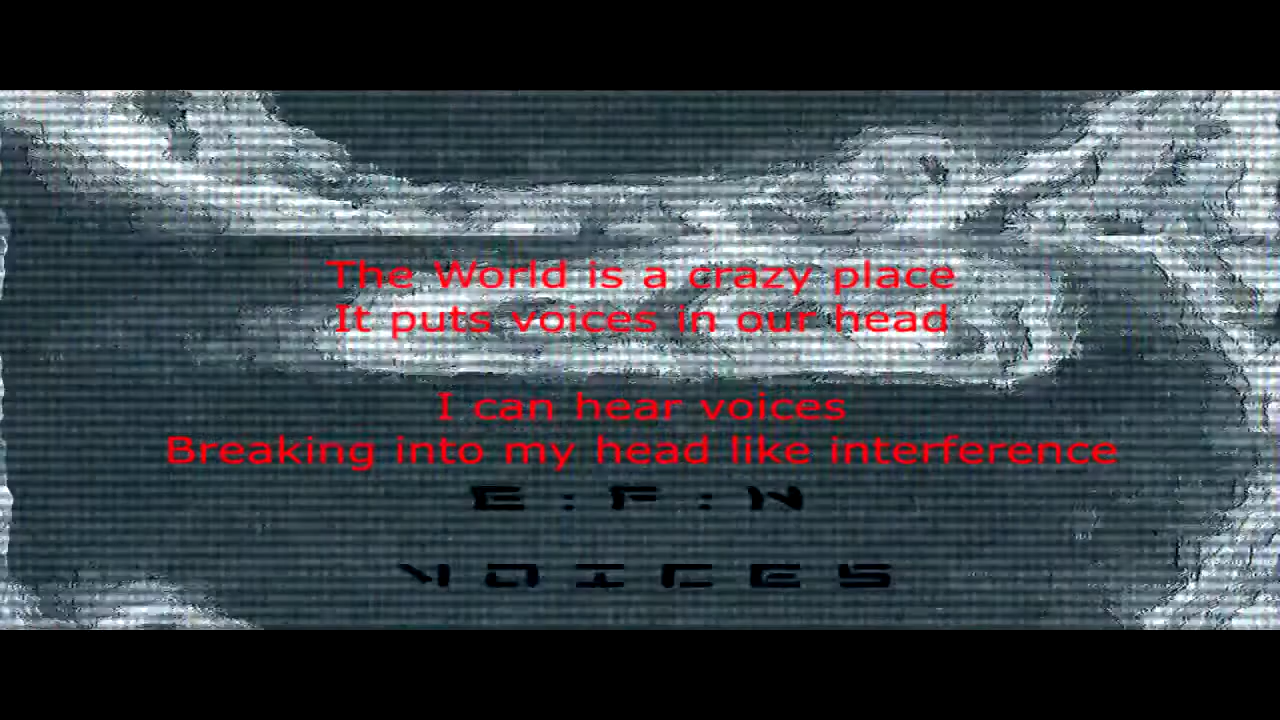 The World is a crazy place
It puts voices in our head
I can hear voices
Breaking into my head like interference
E:F:N
VOICES